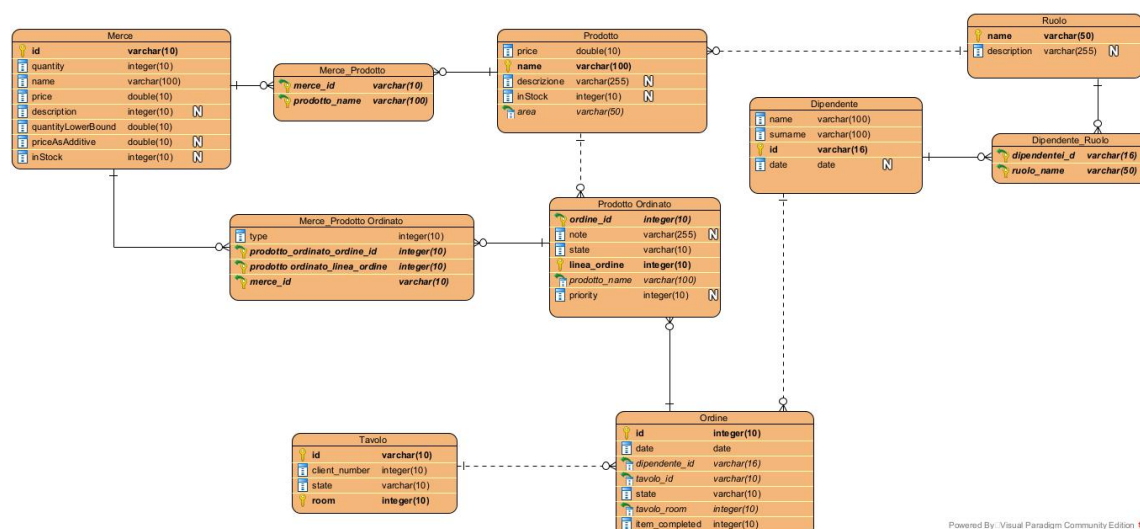 Merce
id varchar(10)
quantity integer(10)
name varchar(100)
price double(10)
description integer(10) N
quantityLowerBound double(10)
priceAsAdditive double(10) N
inStock integer(10) N
Merce_Prodotto
merce_id varchar(10)
prodotto_name varchar(100)
Prodotto
price double(10)
name varchar(100)
descrizione varchar(255) N
inStock integer(10) N
area varchar(50)
Ruolo
name varchar(50)
description varchar(255) N
Dipendente
name varchar(100)
surname varchar(100)
id varchar(16)
date date N
Dipendente_Ruolo
dipendentei_d varchar(16)
ruolo_name varchar(50)
Merce_Prodotto Ordinato
type integer(10)
prodotto_ordinato_ordine_id integer(10)
prodotto ordinato_linea_ordine integer(10)
merce_id varchar(10)
Prodotto Ordinato
ordine_id integer(10)
note varchar(255) N
state varchar(10)
linea_ordine integer(10)
prodotto_name varchar(100)
priority integer(10) N
Tavolo
id varchar(10)
client_number integer(10)
state varchar(10)
room integer(10)
Ordine
id integer(10)
date date
dipendente_id varchar(16)
tavolo_id varchar(10)
state varchar(10)
tavolo_room integer(10)
item_completed integer(10)
Powered By Visual Paradigm Community Edition